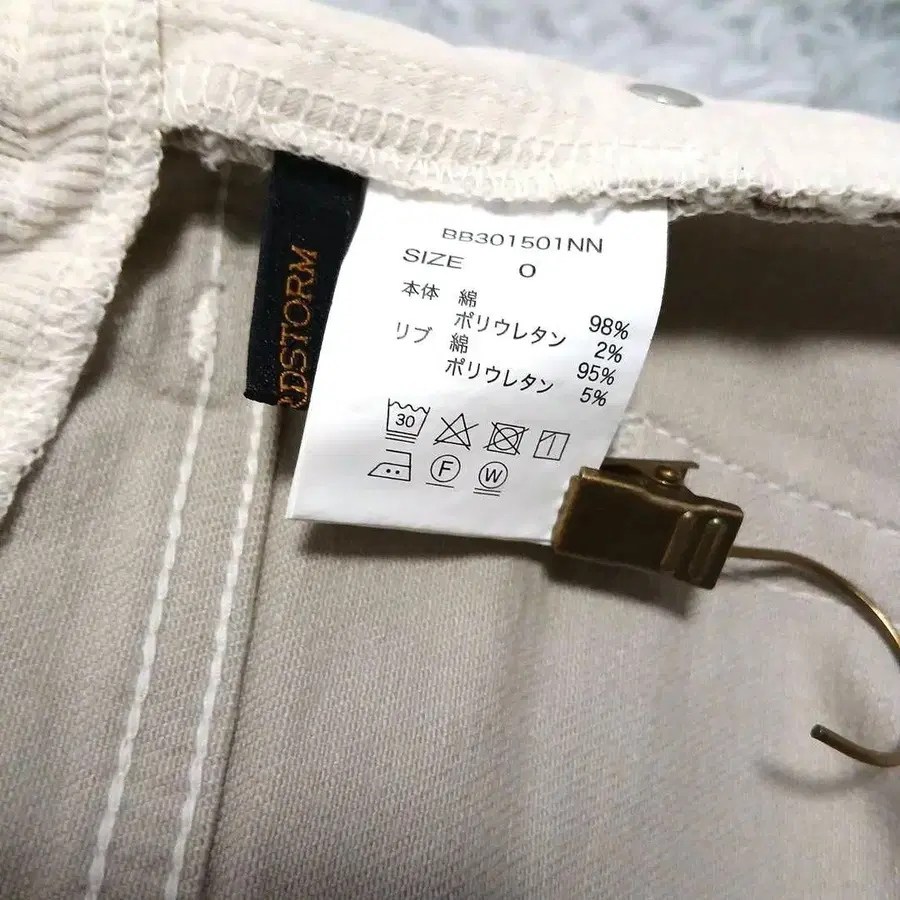 BB301501NN
SIZE 0
本体 綿 98%
ポリウレタン 2%
リブ 綿 95%
ポリウレタン 5%
30
F W
DSTORM